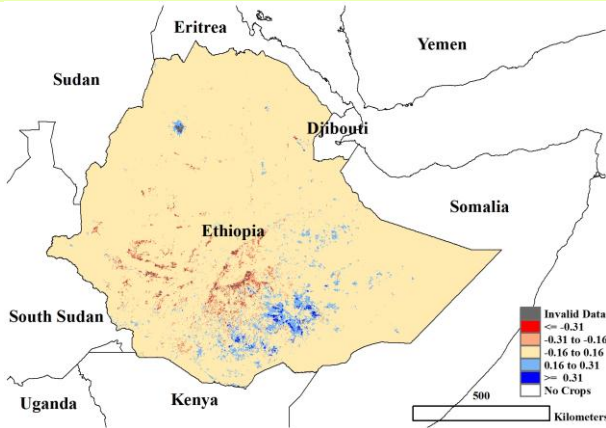 Eritrea
Yemen
Sudan
Djibouti
Ethiopia
Somalia
South Sudan
Uganda
Kenya
Invalid Data
<= -0.31
-0.31 to -0.16
-0.16 to 0.16
0.16 to 0.31
>= 0.31
No Crops
500
Kilometers